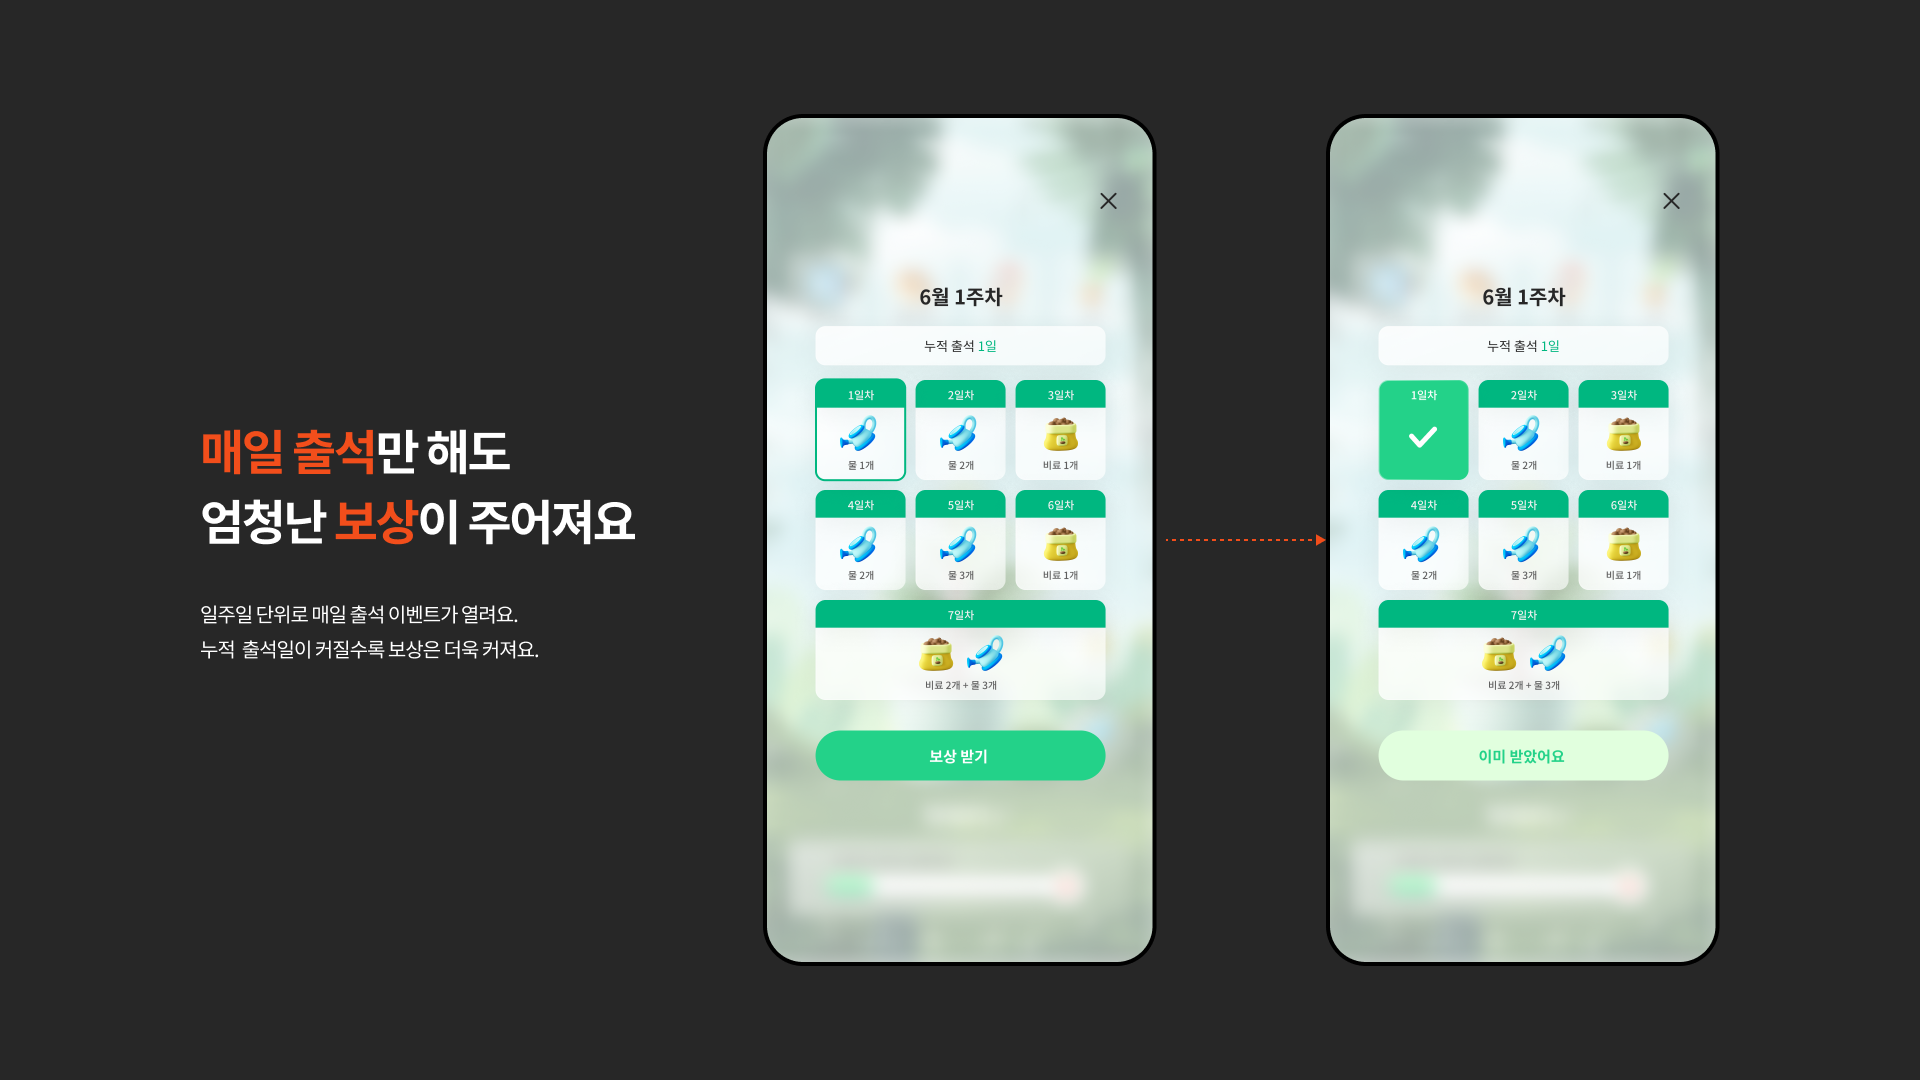 매일 출석만 해도
엄청난 보상이 주어져요
일주일 단위로 매일 출석 이벤트가 열려요.
누적 출석일이 커질수록 보상은 더욱 커져요.
6월 1주차
누적 출석 1일
1일차
2일차
3일차
물 1개
물 2개
비료 1개
4일차
5일차
6일차
물 2개
물 3개
비료 1개
7일차
비료 2개 + 물 3개
보상 받기
6월 1주차
누적 출석 1일
1일차
2일차
3일차
물 2개
비료 1개
4일차
5일차
6일차
물 2개
물 3개
비료 1개
7일차
비료 2개 + 물 3개
이미 받았어요